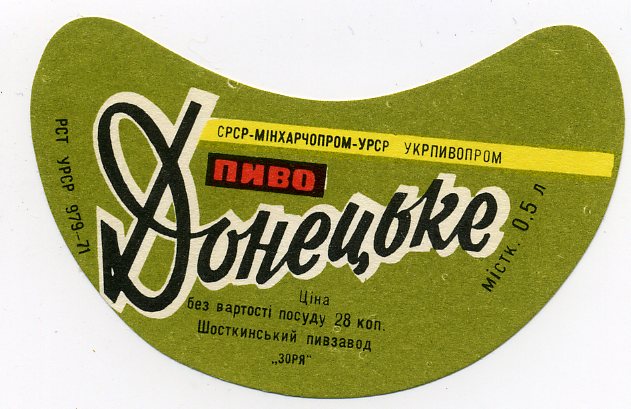 РСТ УРСР 979-71
СРСР-МІНХАРЧОПРОМ-УРСР УКРПИВОПРОМ
ПИВО
Донецьке
містк. 0,5 л
Ціна
без вартості посуду 28 коп.
Шосткинський пивзавод
„ЗОРЯ"